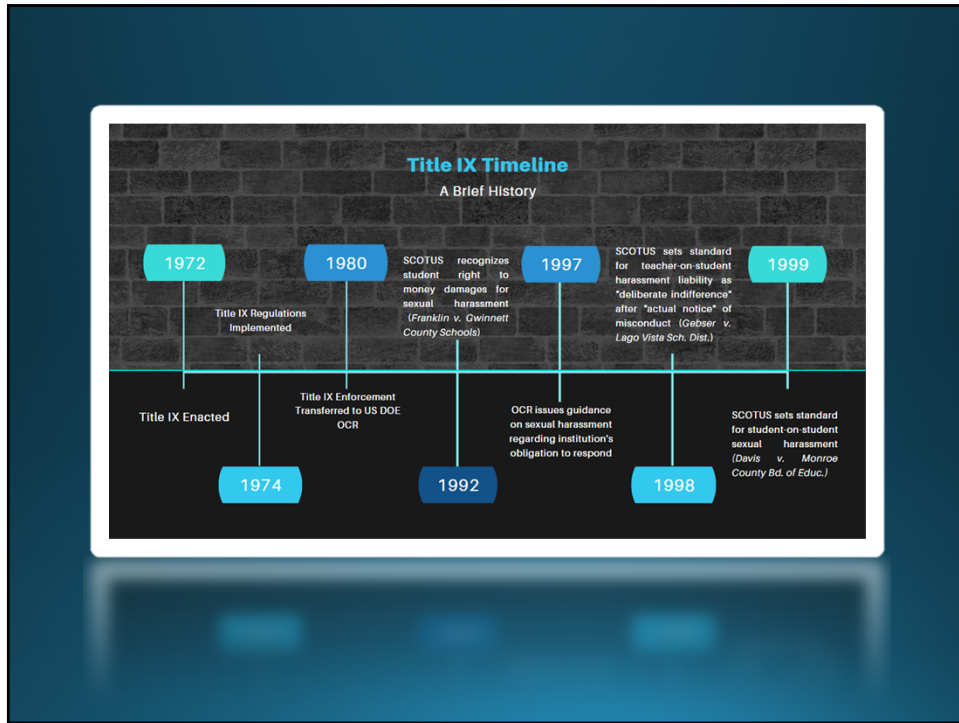 Title IX Timeline
A Brief History
1972
Title IX Enacted
Title IX Regulations
Implemented
1974
1980
Title IX Enforcement
Transferred to US DOE
OCR
SCOTUS recognizes
student right to
money damages for
sexual harassment
(Franklin v. Gwinnett
County Schools)
1992
1997
OCR issues guidance
on sexual harassment
regarding institution's
obligation to respond
SCOTUS sets standard
for teacher-on-student
harassment liability as
"deliberate indifference"
after "actual notice" of
misconduct (Gebser v.
Lago Vista Sch. Dist.)
1998
1999
SCOTUS sets standard
for student-on-student
sexual harassment
(Davis v. Monroe
County Bd. of Educ.)